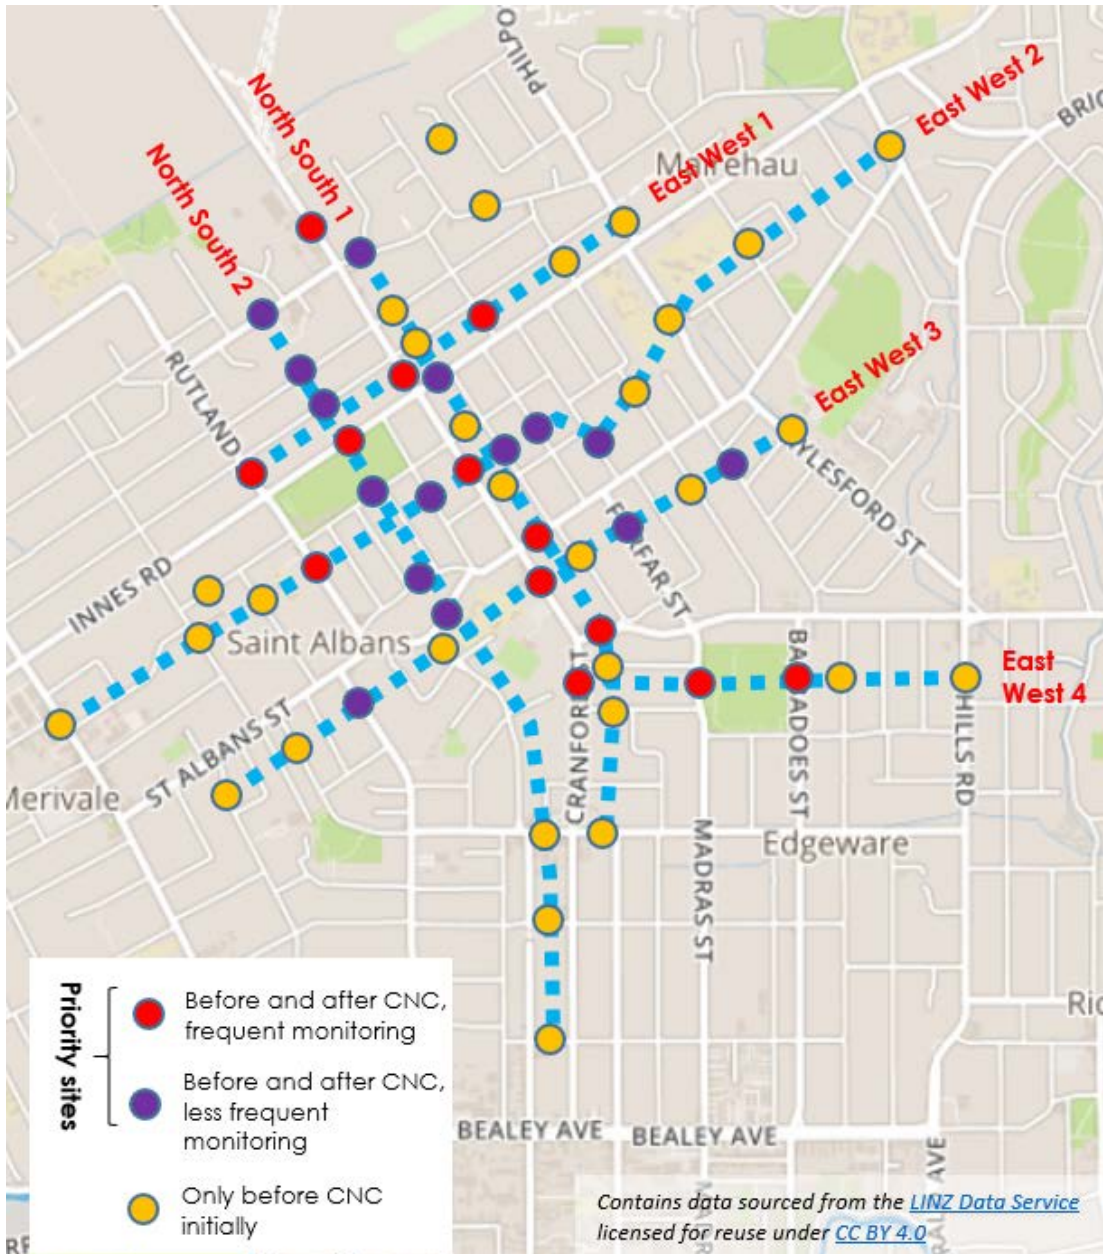 PHILPO
North South 1
North South 2
East West 1
East West 2
Mairehau
BRIG
RUTLAND
East West 3
AYLESFORD ST
INNES RD
FORFAR ST
Saint Albans
East
West 4
CRANFORD ST
BARBADOES ST
HILLS RD
ST ALBANS ST
Merivale
Edgeware
MADRAS ST
Ric
BEALEY AVE
BEALEY AVE
Priority sites
Before and after CNC,
frequent monitoring
Before and after CNC,
less frequent
monitoring
Only before CNC
initially
Contains data sourced from the LINZ Data Service
licensed for reuse under CC BY 4.0